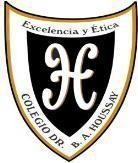 Excelencia y Ética
H
COLEGIO DR. B. A. HOUSSAY